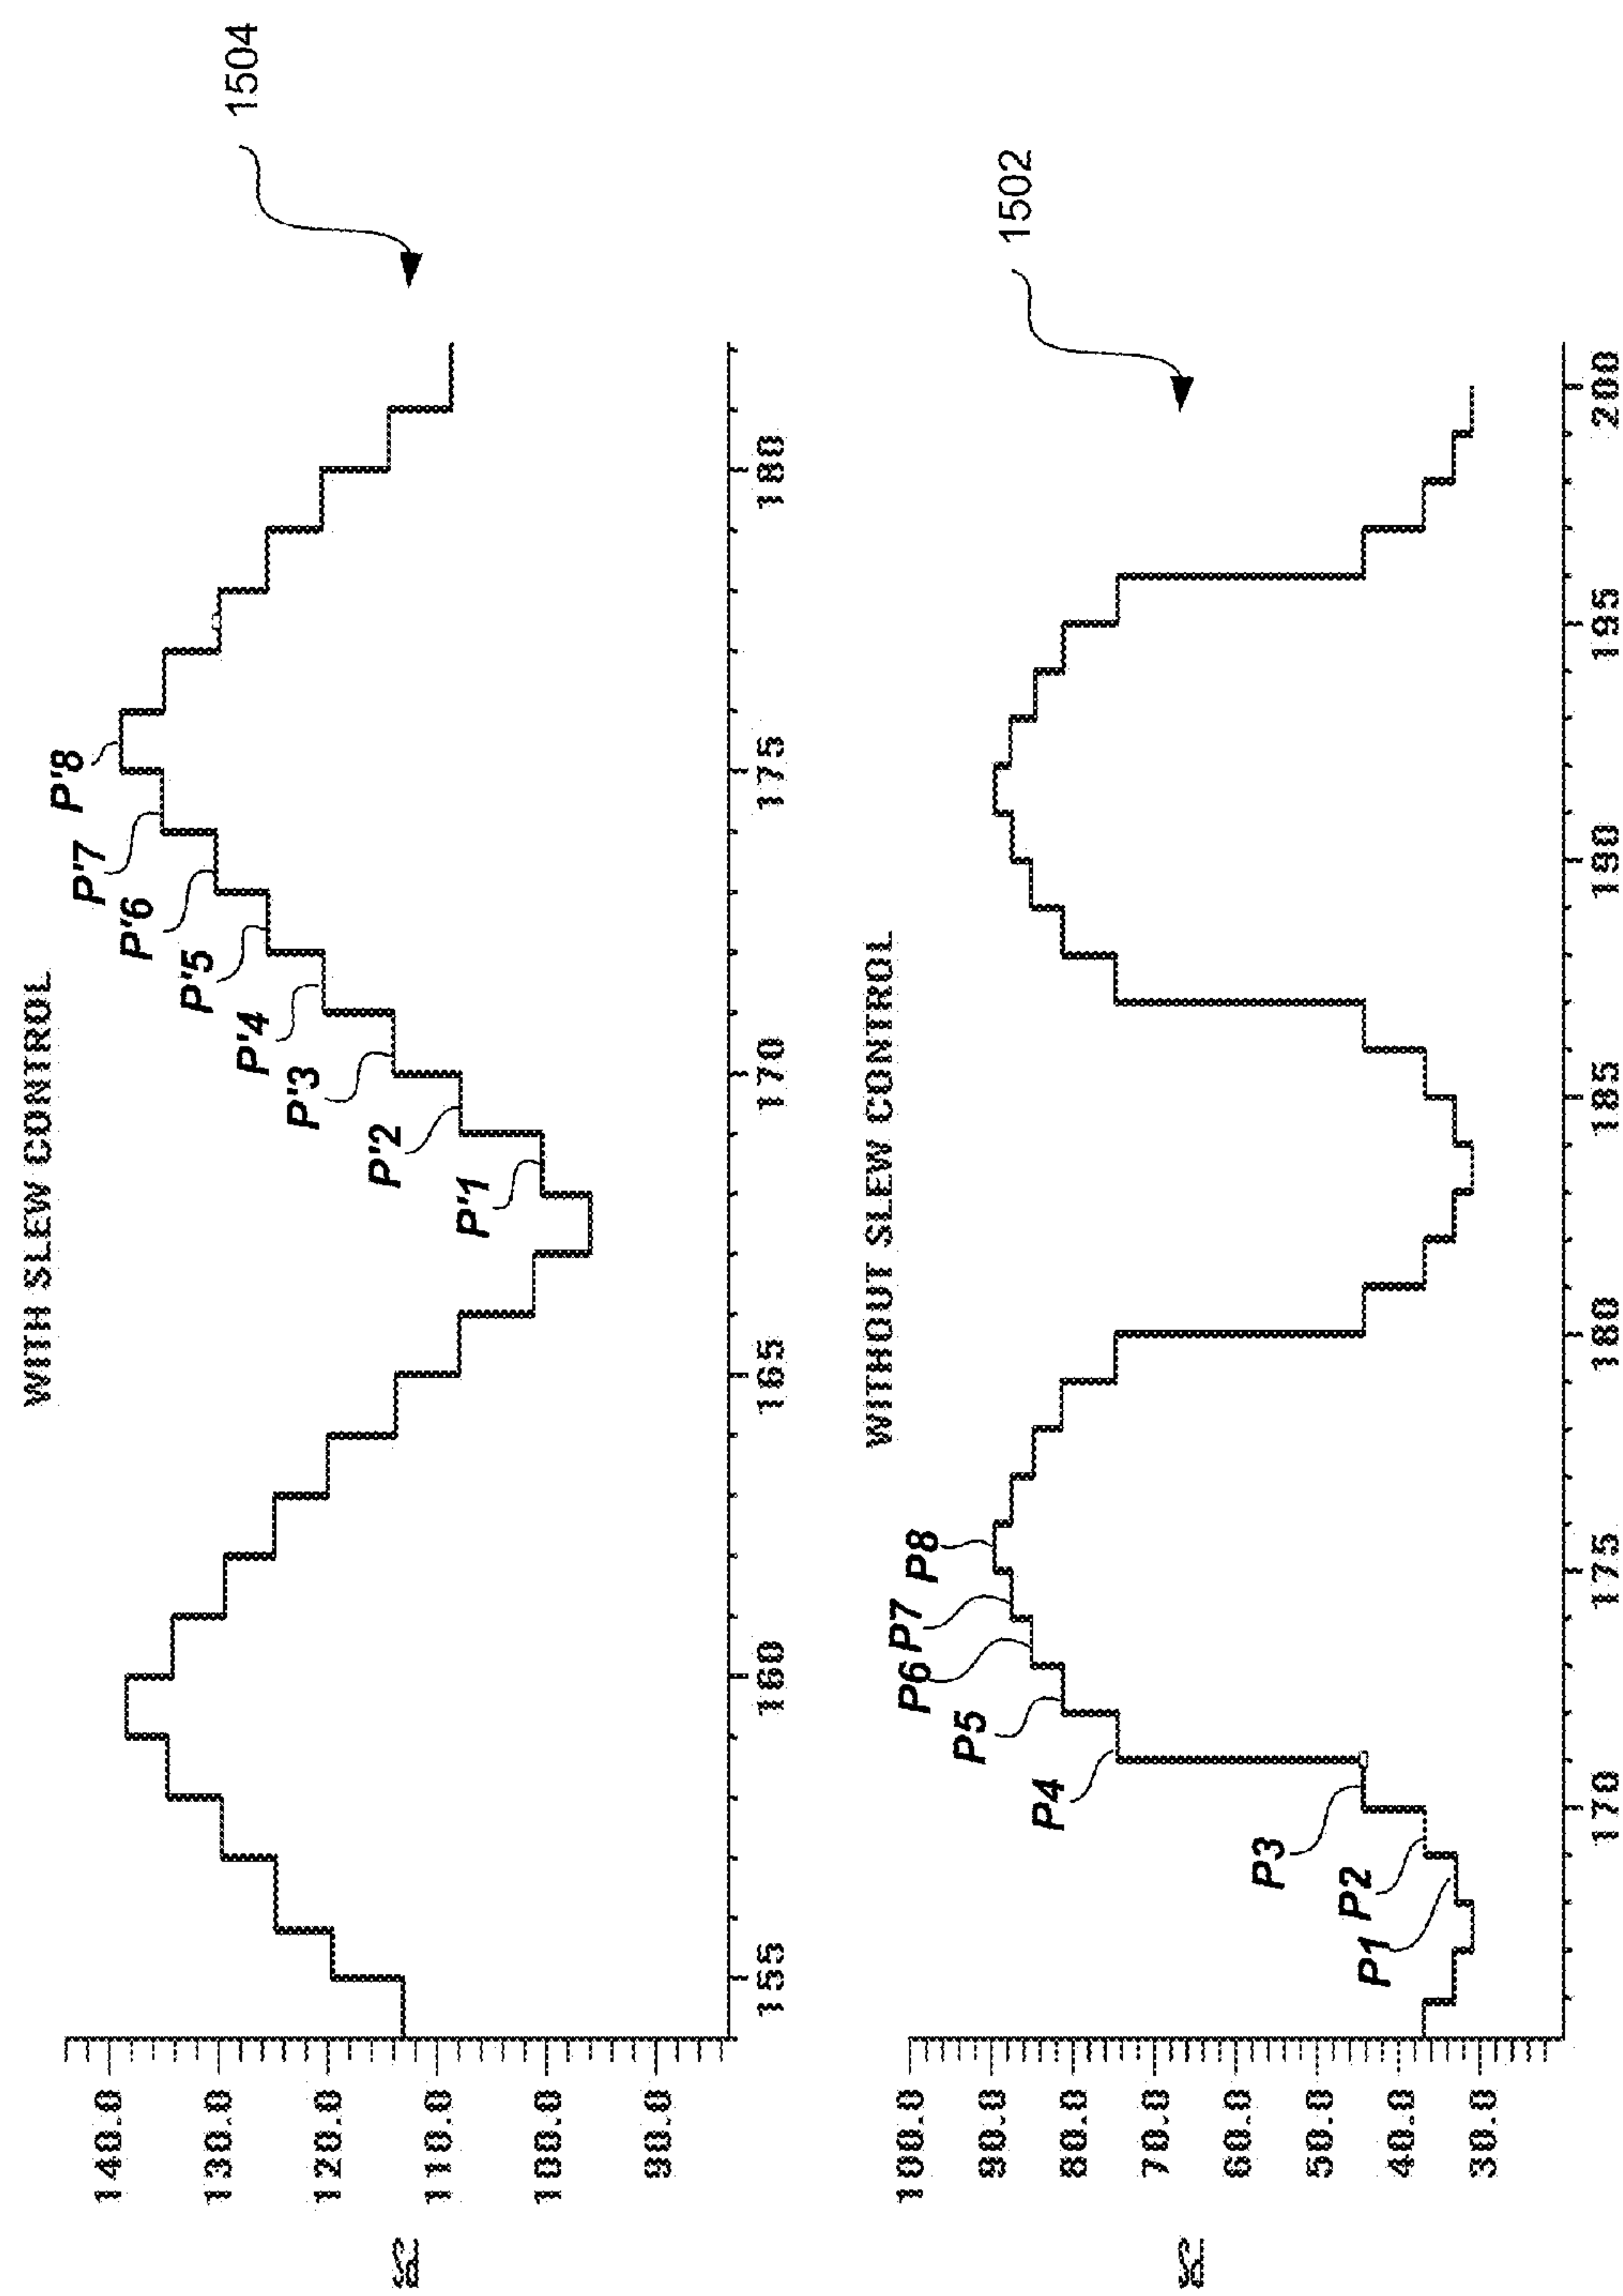 WITH SLEW CONTROL
1504
140.0
130.0
120.0
110.0
100.0
90.0
P'1
P'2
P'3
P'4
P'5
P'6
P'7
P'8
155 160 165 170 175 180
WITHOUT SLEW CONTROL
1502
100.0
90.0
80.0
70.0
60.0
50.0
40.0
30.0
P1
P2
P3
P4
P5
P6
P7
P8
170 175 180 185 190 195 200